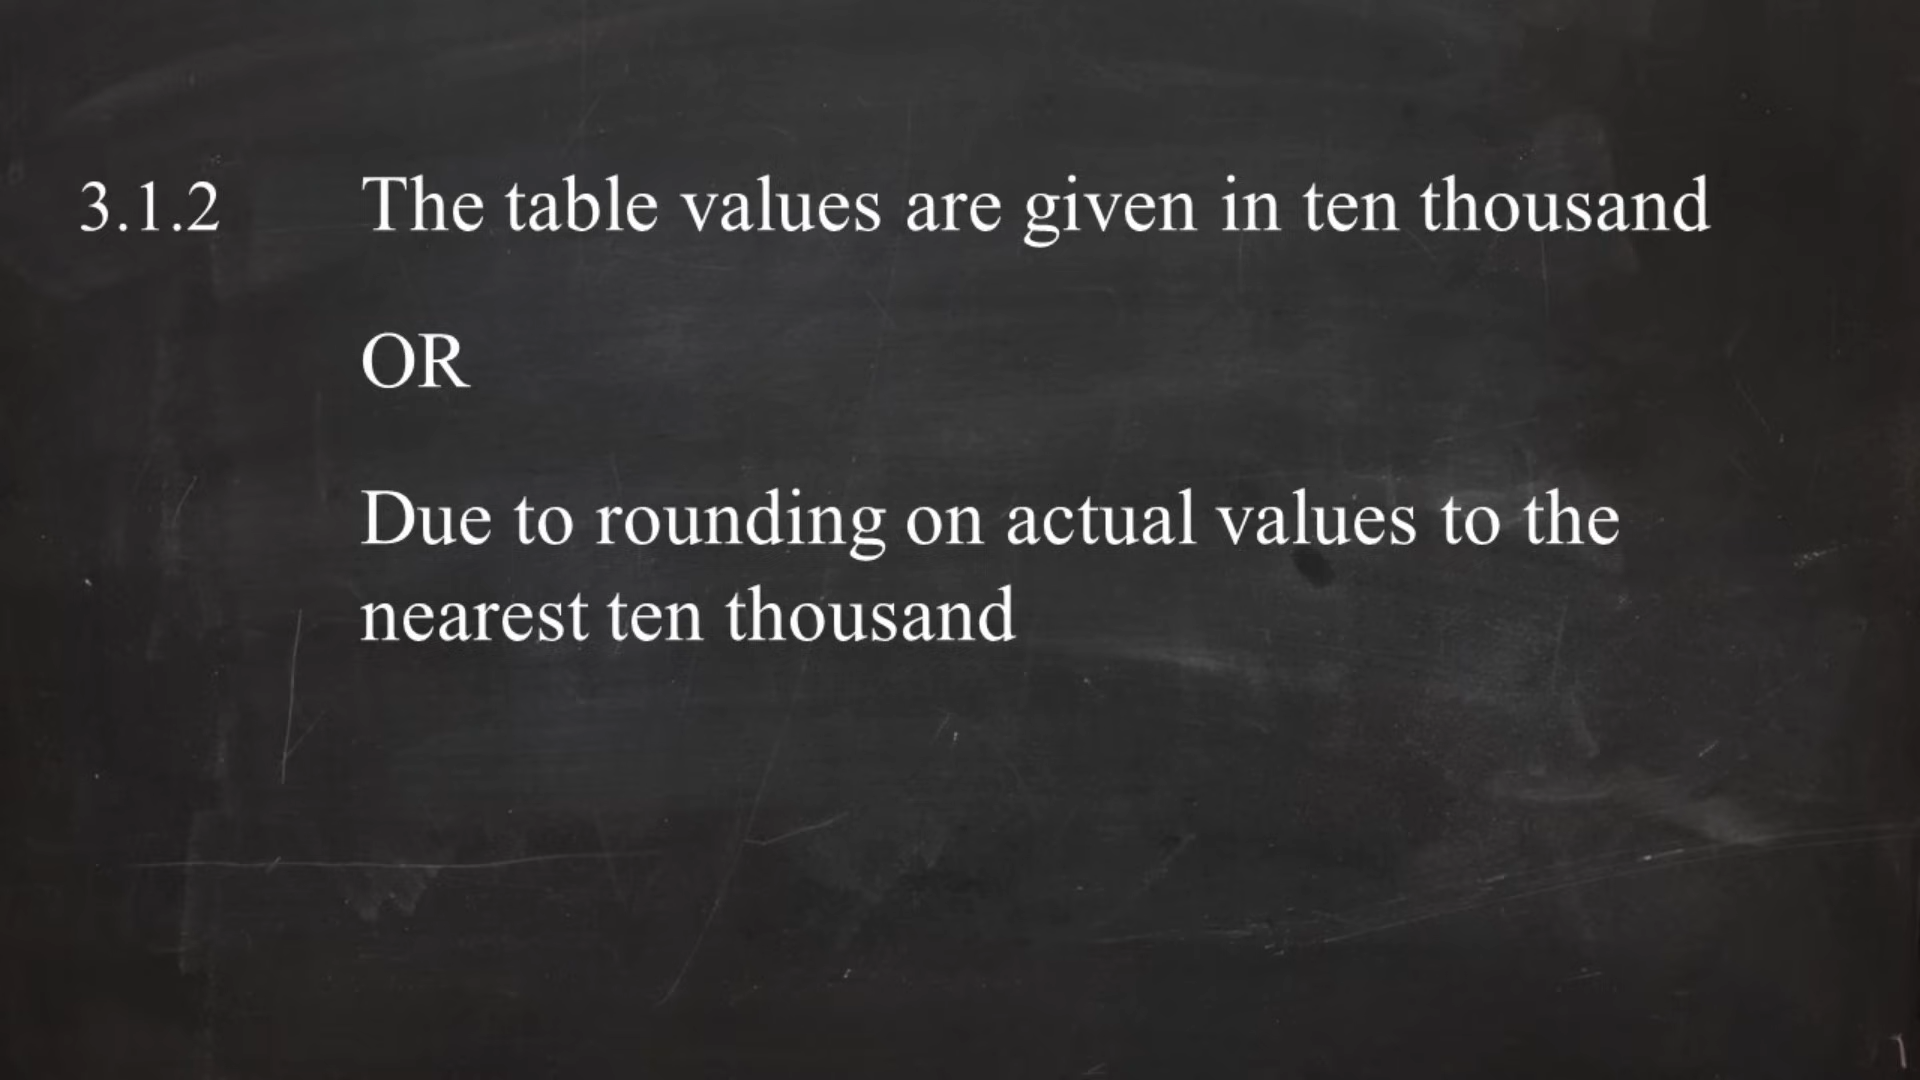 3.1.2 The table values are given in ten thousand
OR
Due to rounding on actual values to the
nearest ten thousand